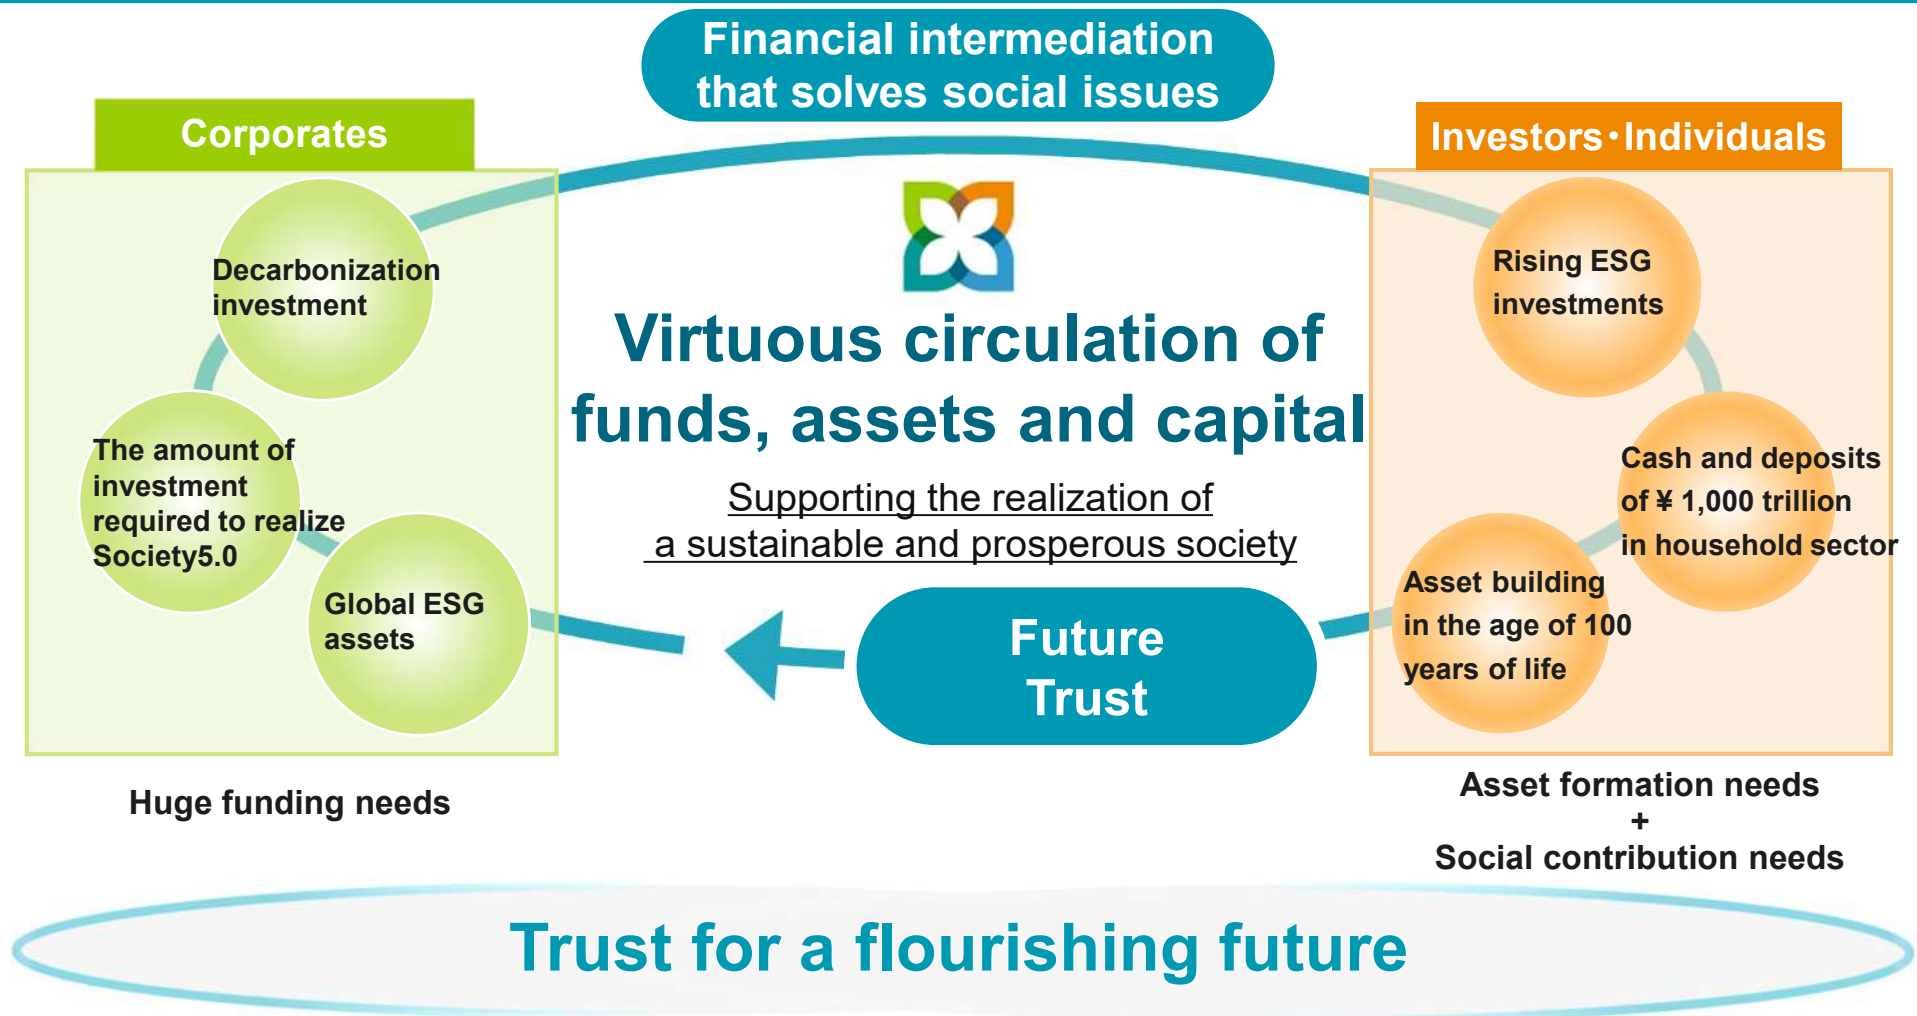 Financial intermediation
that solves social issues
Corporates
Decarbonization
investment
The amount of
investment
required to realize
Society5.0
Global ESG
assets
Huge funding needs
Virtuous circulation of
funds, assets and capital
Supporting the realization of
a sustainable and prosperous society
Future
Trust
Investors・Individuals
Rising ESG
investments
Cash and deposits
of ¥ 1,000 trillion
in household sector
Asset building
in the age of 100
years of life
Asset formation needs
+
Social contribution needs
Trust for a flourishing future